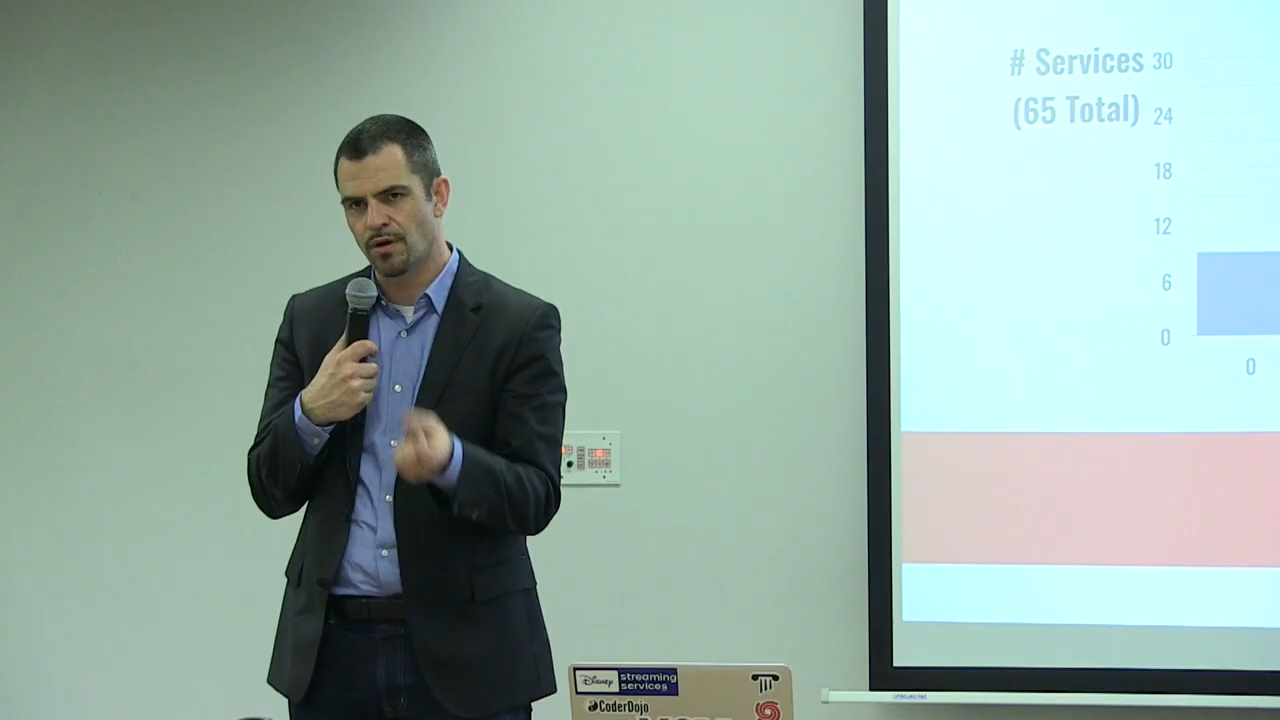 # Services
(65 Total)
30
24
18
12
6
0
0
Disney
streaming
services
CoderDojo